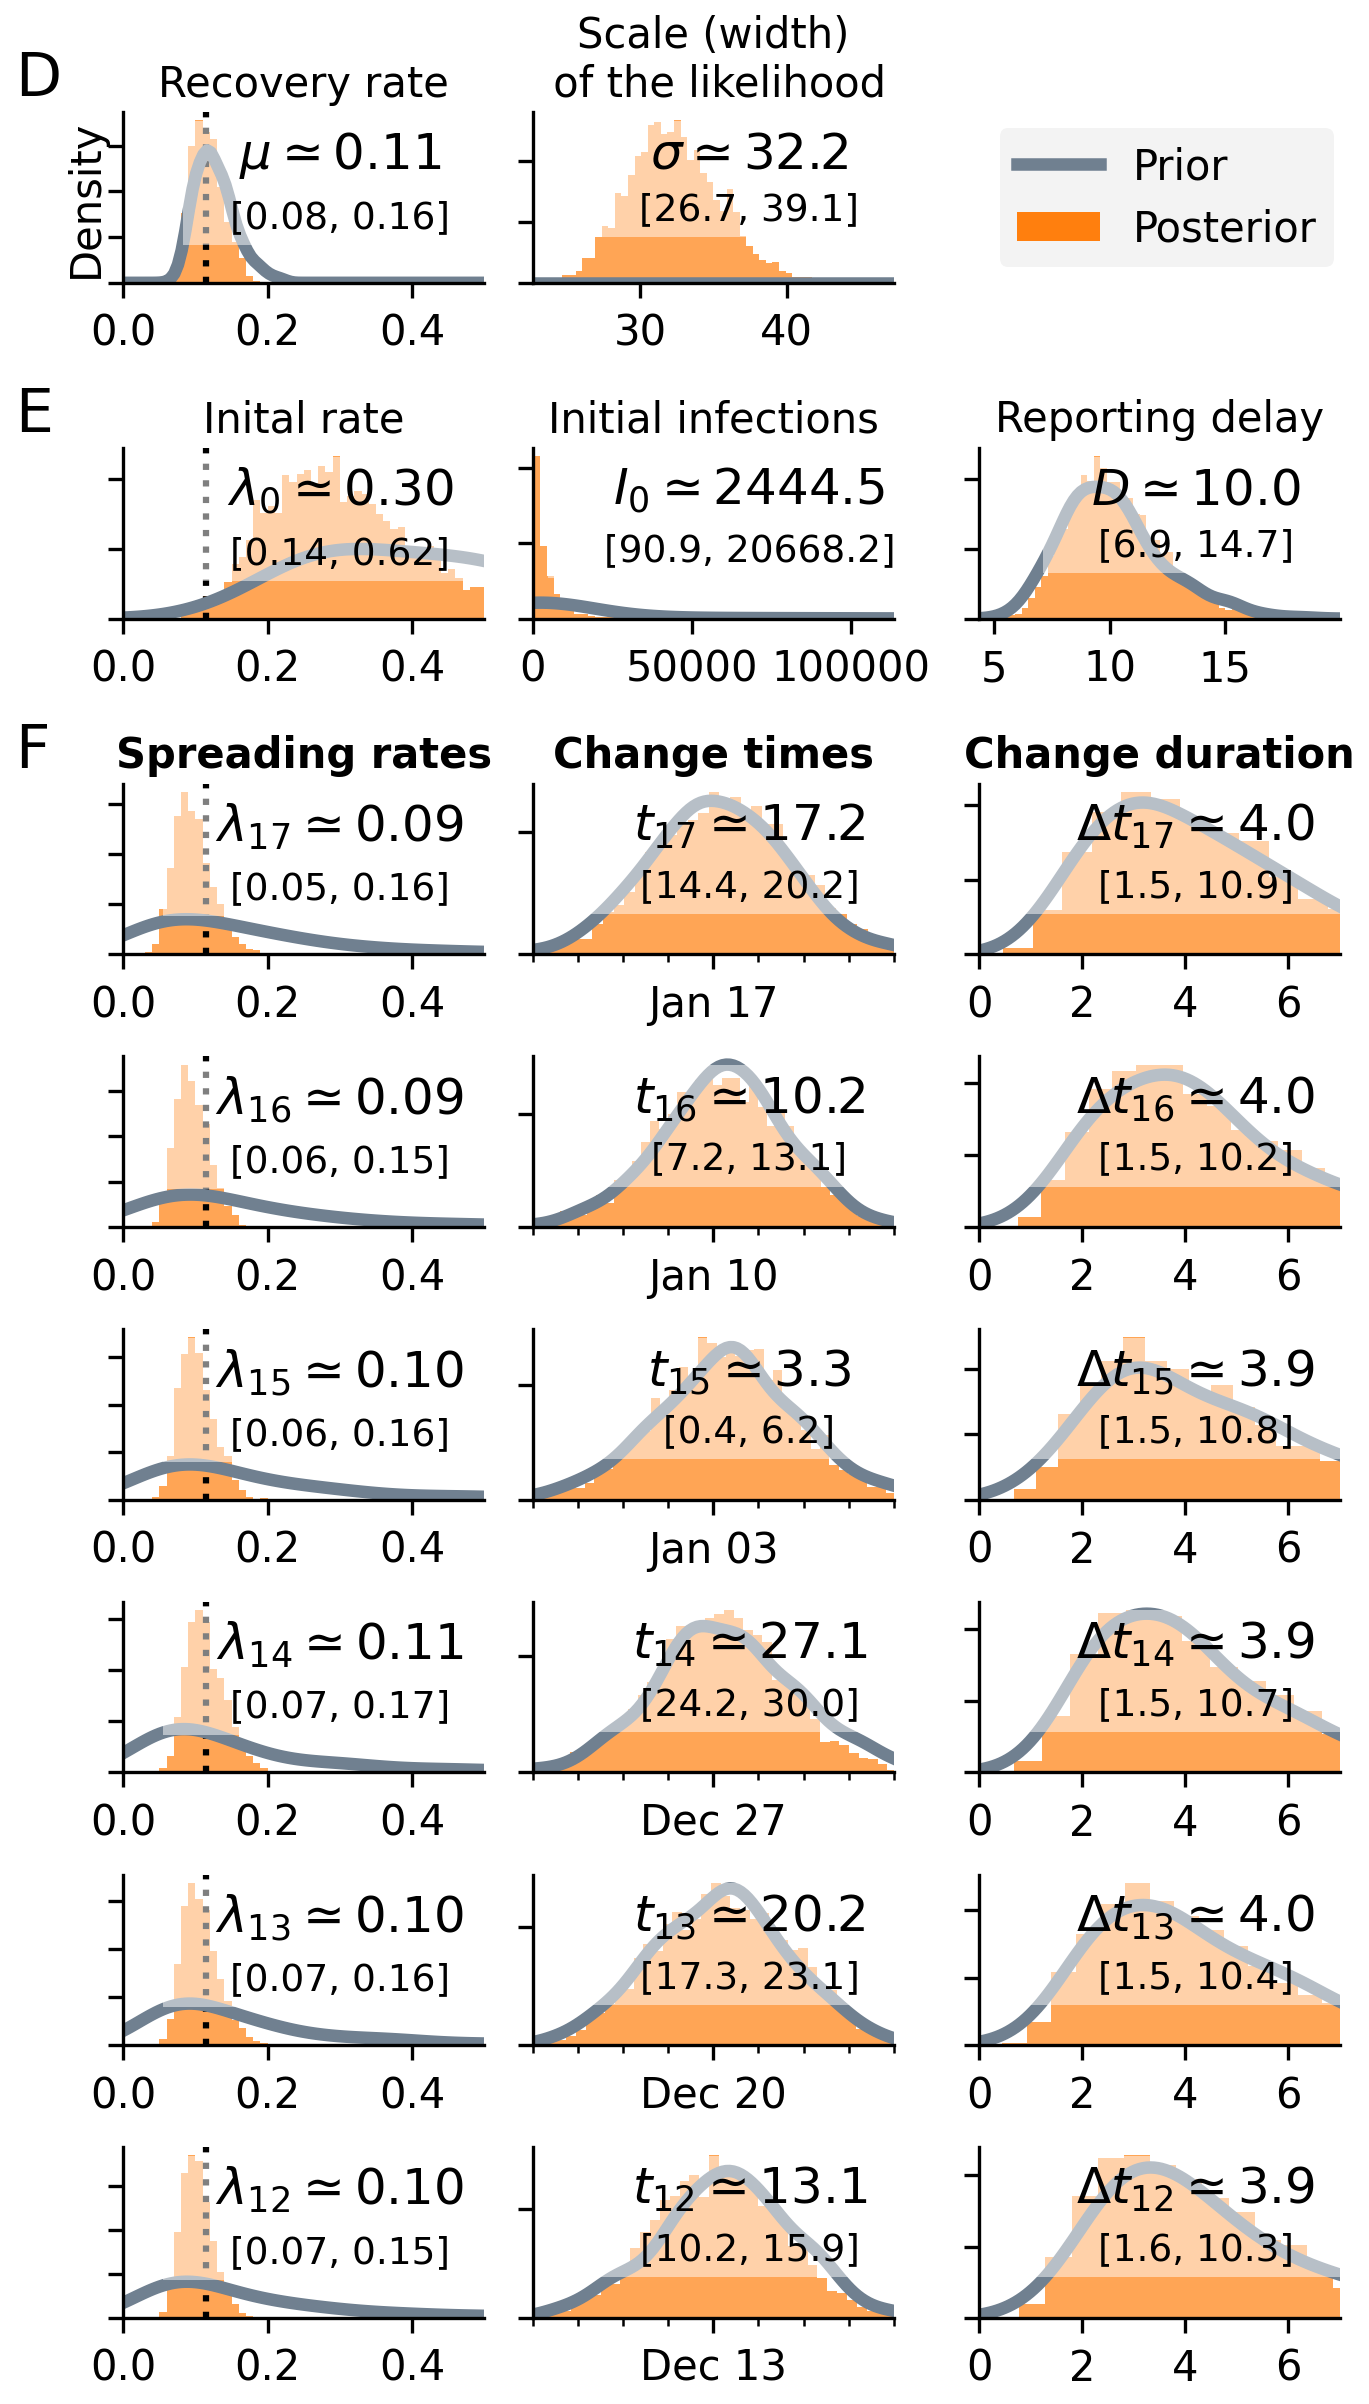 D
Recovery rate
Scale (width)
of the likelihood
Density
μ ≃ 0.11
[0.08, 0.16]
0.0 0.2 0.4
σ ≃ 32.2
[26.7, 39.1]
30 40
Prior
Posterior
E
Inital rate
λ₀ ≃ 0.30
[0.14, 0.62]
0.0 0.2 0.4
Initial infections
I₀ ≃ 2444.5
[90.9, 20668.2]
0 50000 100000
Reporting delay
D ≃ 10.0
[6.9, 14.7]
5 10 15
F
Spreading rates Change times Change duration
λ₁₇ ≃ 0.09
[0.05, 0.16]
0.0 0.2 0.4
t₁₇ ≃ 17.2
[14.4, 20.2]
Jan 17
Δt₁₇ ≃ 4.0
[1.5, 10.9]
0 2 4 6
λ₁₆ ≃ 0.09
[0.06, 0.15]
0.0 0.2 0.4
t₁₆ ≃ 10.2
[7.2, 13.1]
Jan 10
Δt₁₆ ≃ 4.0
[1.5, 10.2]
0 2 4 6
λ₁₅ ≃ 0.10
[0.06, 0.16]
0.0 0.2 0.4
t₁₅ ≃ 3.3
[0.4, 6.2]
Jan 03
Δt₁₅ ≃ 3.9
[1.5, 10.8]
0 2 4 6
λ₁₄ ≃ 0.11
[0.07, 0.17]
0.0 0.2 0.4
t₁₄ ≃ 27.1
[24.2, 30.0]
Dec 27
Δt₁₄ ≃ 3.9
[1.5, 10.7]
0 2 4 6
λ₁₃ ≃ 0.10
[0.07, 0.16]
0.0 0.2 0.4
t₁₃ ≃ 20.2
[17.3, 23.1]
Dec 20
Δt₁₃ ≃ 4.0
[1.5, 10.4]
0 2 4 6
λ₁₂ ≃ 0.10
[0.07, 0.15]
0.0 0.2 0.4
t₁₂ ≃ 13.1
[10.2, 15.9]
Dec 13
Δt₁₂ ≃ 3.9
[1.6, 10.3]
0 2 4 6